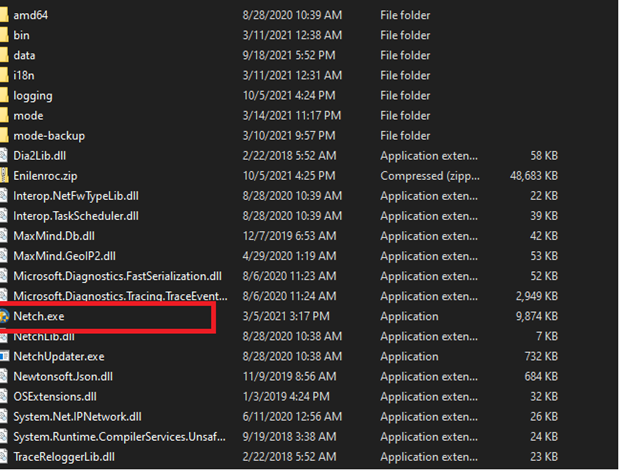 amd64 8/28/2020 10:39 AM File folder
bin 3/11/2021 12:38 AM File folder
data 9/18/2021 5:52 PM File folder
i18n 3/11/2021 12:31 AM File folder
logging 10/5/2021 4:24 PM File folder
mode 3/14/2021 11:17 PM File folder
mode-backup 3/10/2021 9:57 PM File folder
Dia2Lib.dll 2/22/2018 5:52 AM Application exten... 58 KB
Enilenroc.zip 10/5/2021 4:25 PM Compressed (zipp... 48,683 KB
Interop.NetFwTypeLib.dll 8/28/2020 10:39 AM Application exten... 22 KB
Interop.TaskScheduler.dll 8/28/2020 10:39 AM Application exten... 39 KB
MaxMind.Db.dll 12/7/2019 6:53 AM Application exten... 42 KB
MaxMind.GeoIP2.dll 4/29/2020 1:19 AM Application exten... 53 KB
Microsoft.Diagnostics.FastSerialization.dll 8/6/2020 11:23 AM Application exten... 52 KB
Microsoft.Diagnostics.Tracing.TraceEvent... 8/6/2020 11:24 AM Application exten... 2,949 KB
Netch.exe 3/5/2021 3:17 PM Application 9,874 KB
NetchLib.dll 8/28/2020 10:38 AM Application exten... 7 KB
NetchUpdater.exe 8/28/2020 10:38 AM Application 732 KB
Newtonsoft.Json.dll 11/9/2019 8:56 AM Application exten... 684 KB
OSExtensions.dll 1/3/2019 4:24 PM Application exten... 32 KB
System.Net.IPNetwork.dll 6/11/2020 12:56 AM Application exten... 26 KB
System.Runtime.CompilerServices.Unsaf... 9/19/2018 3:38 AM Application exten... 24 KB
TraceReloggerLib.dll 2/22/2018 5:52 AM Application exten... 23 KB